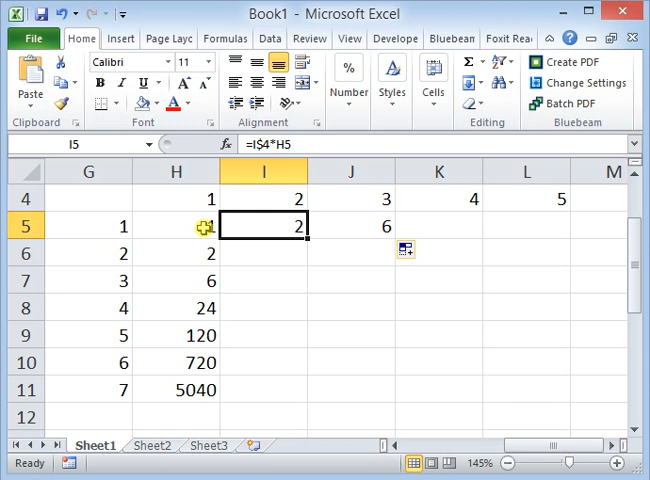 Book1 - Microsoft Excel
File Home Insert Page Layc Formulas Data Review View Develope Bluebeam Foxit Read
Paste
Clipboard
Calibri 11
B I U A A
A
Font
Alignment
%
Number
Styles
Cells
Σ
Editing
Create PDF
Change Settings
Batch PDF
Bluebeam
I5 fx =I$4*H5
G H I J K L M
4 1 2 3 4 5
5 1 1 2 6
6 2 2
7 3 6
8 4 24
9 5 120
10 6 720
11 7 5040
12
Sheet1 Sheet2 Sheet3
Ready 145%